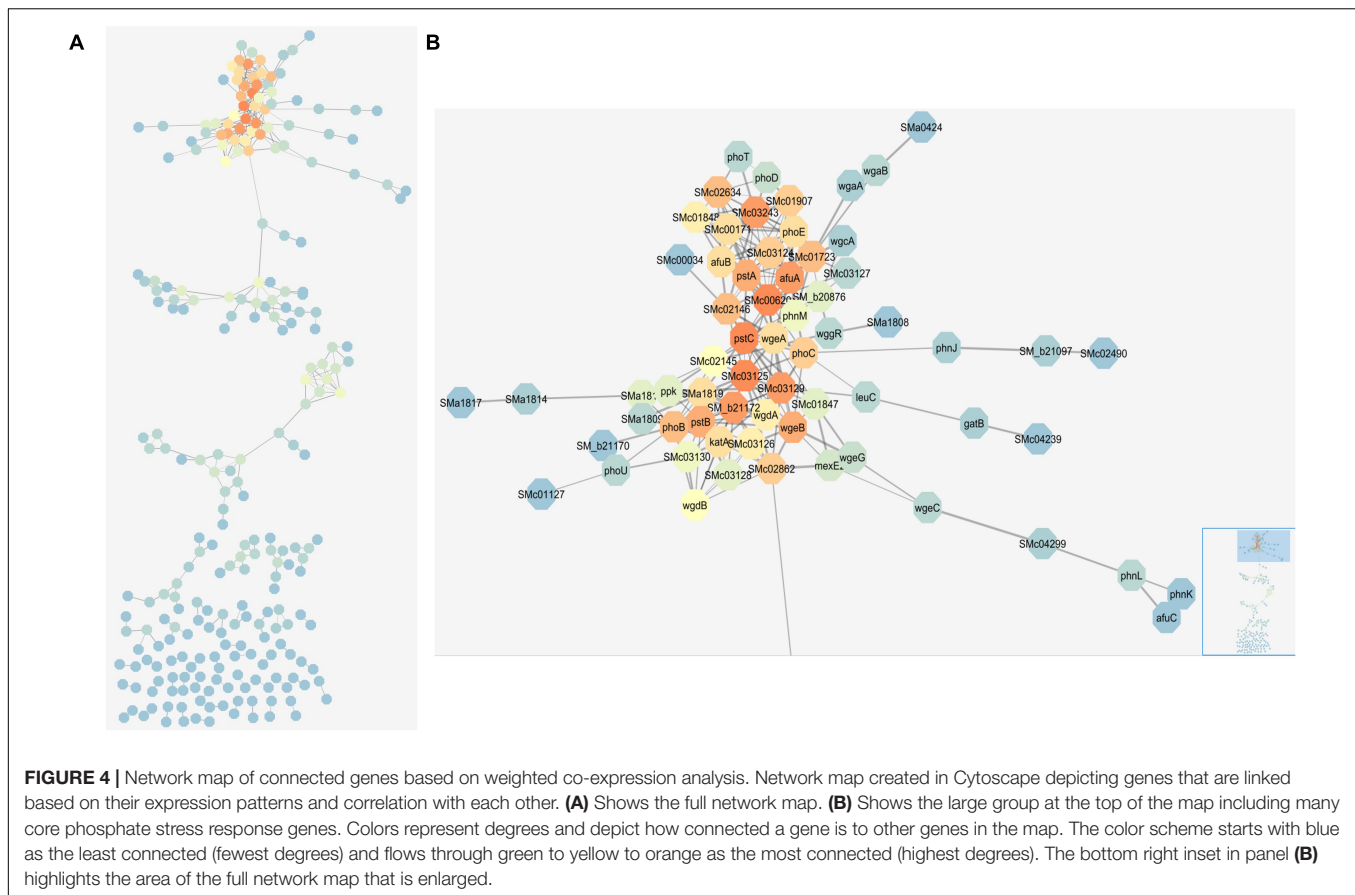 A
B
SMa0424
phoT
wgaB
phoD
wgaA
SMc02634
SMc01907
SMc03243
SMc01848
SMc00171
phoE
wgcA
SMc03124
SMc01723
SMc00034
afuB
pstA
afuA
SMc03127
SMc0062
SM_b20876
SMc02146
phnM
SMa1808
pstC
wgeA
wggR
phoC
phnJ
SM_b21097
SMc02490
SMc02145
SMc03125
SMc03129
SMa1817
SMa1814
SMa181
ppk
SMa1819
leuC
SMc01847
SM_b21172
SMa1809
wgdA
phoB
pstB
wgeB
gatB
SM_b21170
katA
SMc03126
SMc04239
phoU
SMc03130
SMc03128
SMc02862
mexE
wgeG
SMc01127
wgdB
wgeC
SMc04299
phnL
phnK
afuC
FIGURE 4 | Network map of connected genes based on weighted co-expression analysis. Network map created in Cytoscape depicting genes that are linked
based on their expression patterns and correlation with each other. (A) Shows the full network map. (B) Shows the large group at the top of the map including many
core phosphate stress response genes. Colors represent degrees and depict how connected a gene is to other genes in the map. The color scheme starts with blue
as the least connected (fewest degrees) and flows through green to yellow to orange as the most connected (highest degrees). The bottom right inset in panel (B)
highlights the area of the full network map that is enlarged.